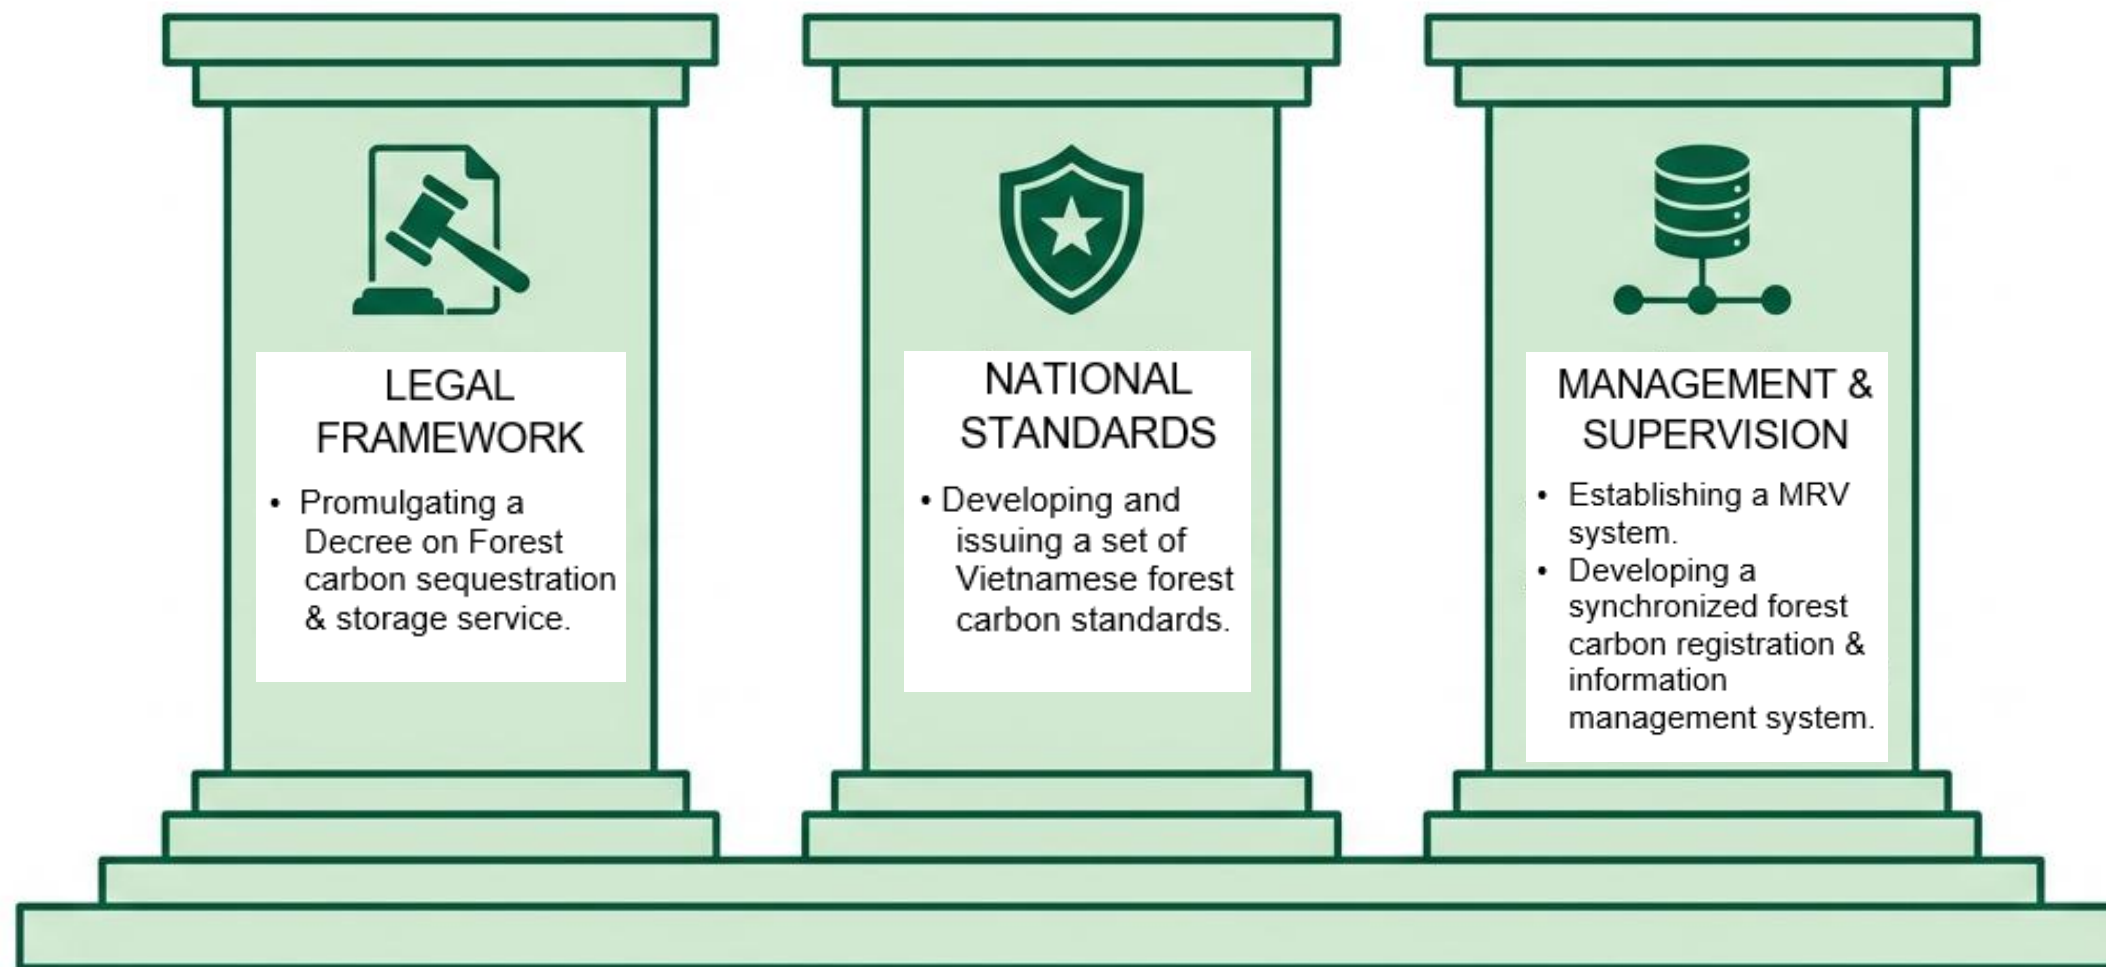 LEGAL
FRAMEWORK
• Promulgating a
Decree on Forest
carbon sequestration
& storage service.
NATIONAL
STANDARDS
• Developing and
issuing a set of
Vietnamese forest
carbon standards.
MANAGEMENT &
SUPERVISION
• Establishing a MRV
system.
• Developing a
synchronized forest
carbon registration &
information
management system.